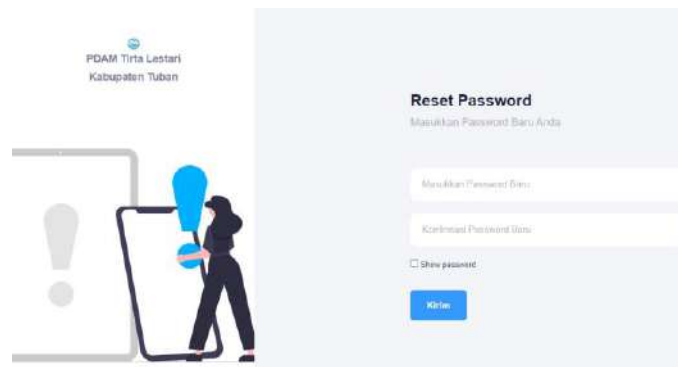 PDAM Tirta Lestari
Kabupaten Tuban
Reset Password
Masukkan Password Baru Anda
Masukkan Password Baru
Konfirmasi Password Baru
Show password
Kirim